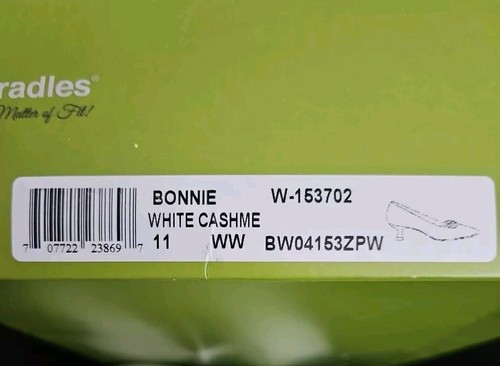 radles®
Matter of Fit!
BONNIE W-153702
WHITE CASHME
11 WW BW04153ZPW
7 07722 23869 7